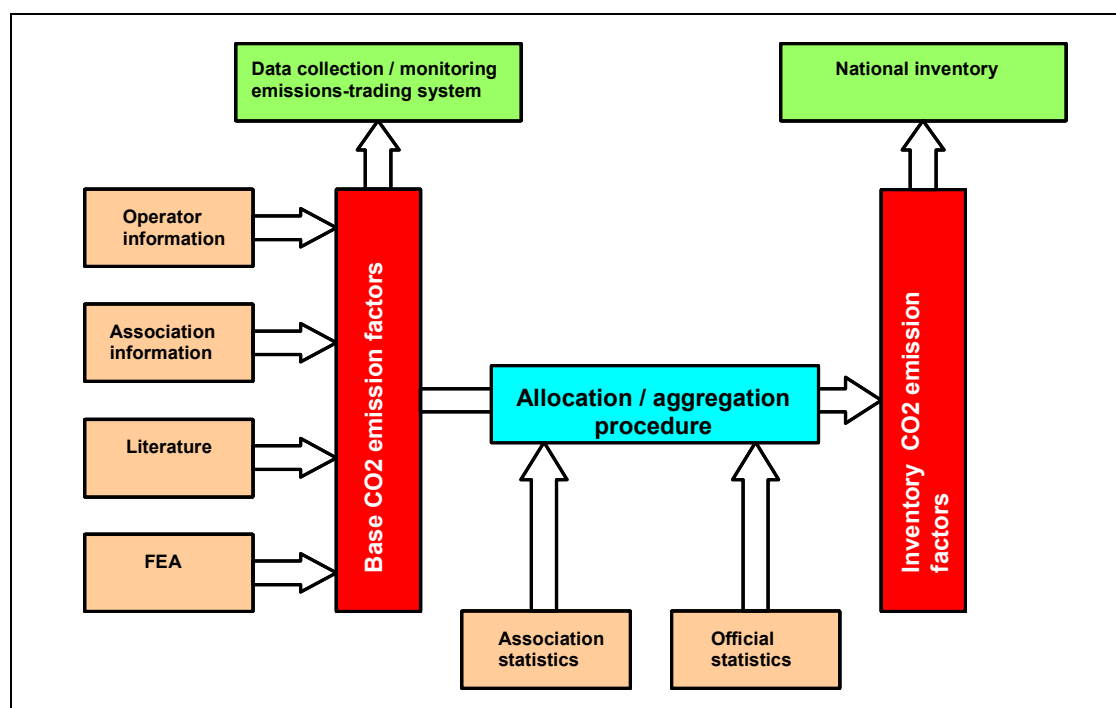 Data collection / monitoring
emissions-trading system
National inventory
Operator
information
Association
information
Literature
FEA
Base CO2 emission factors
Allocation / aggregation
procedure
Inventory CO2 emission
factors
Association
statistics
Official
statistics